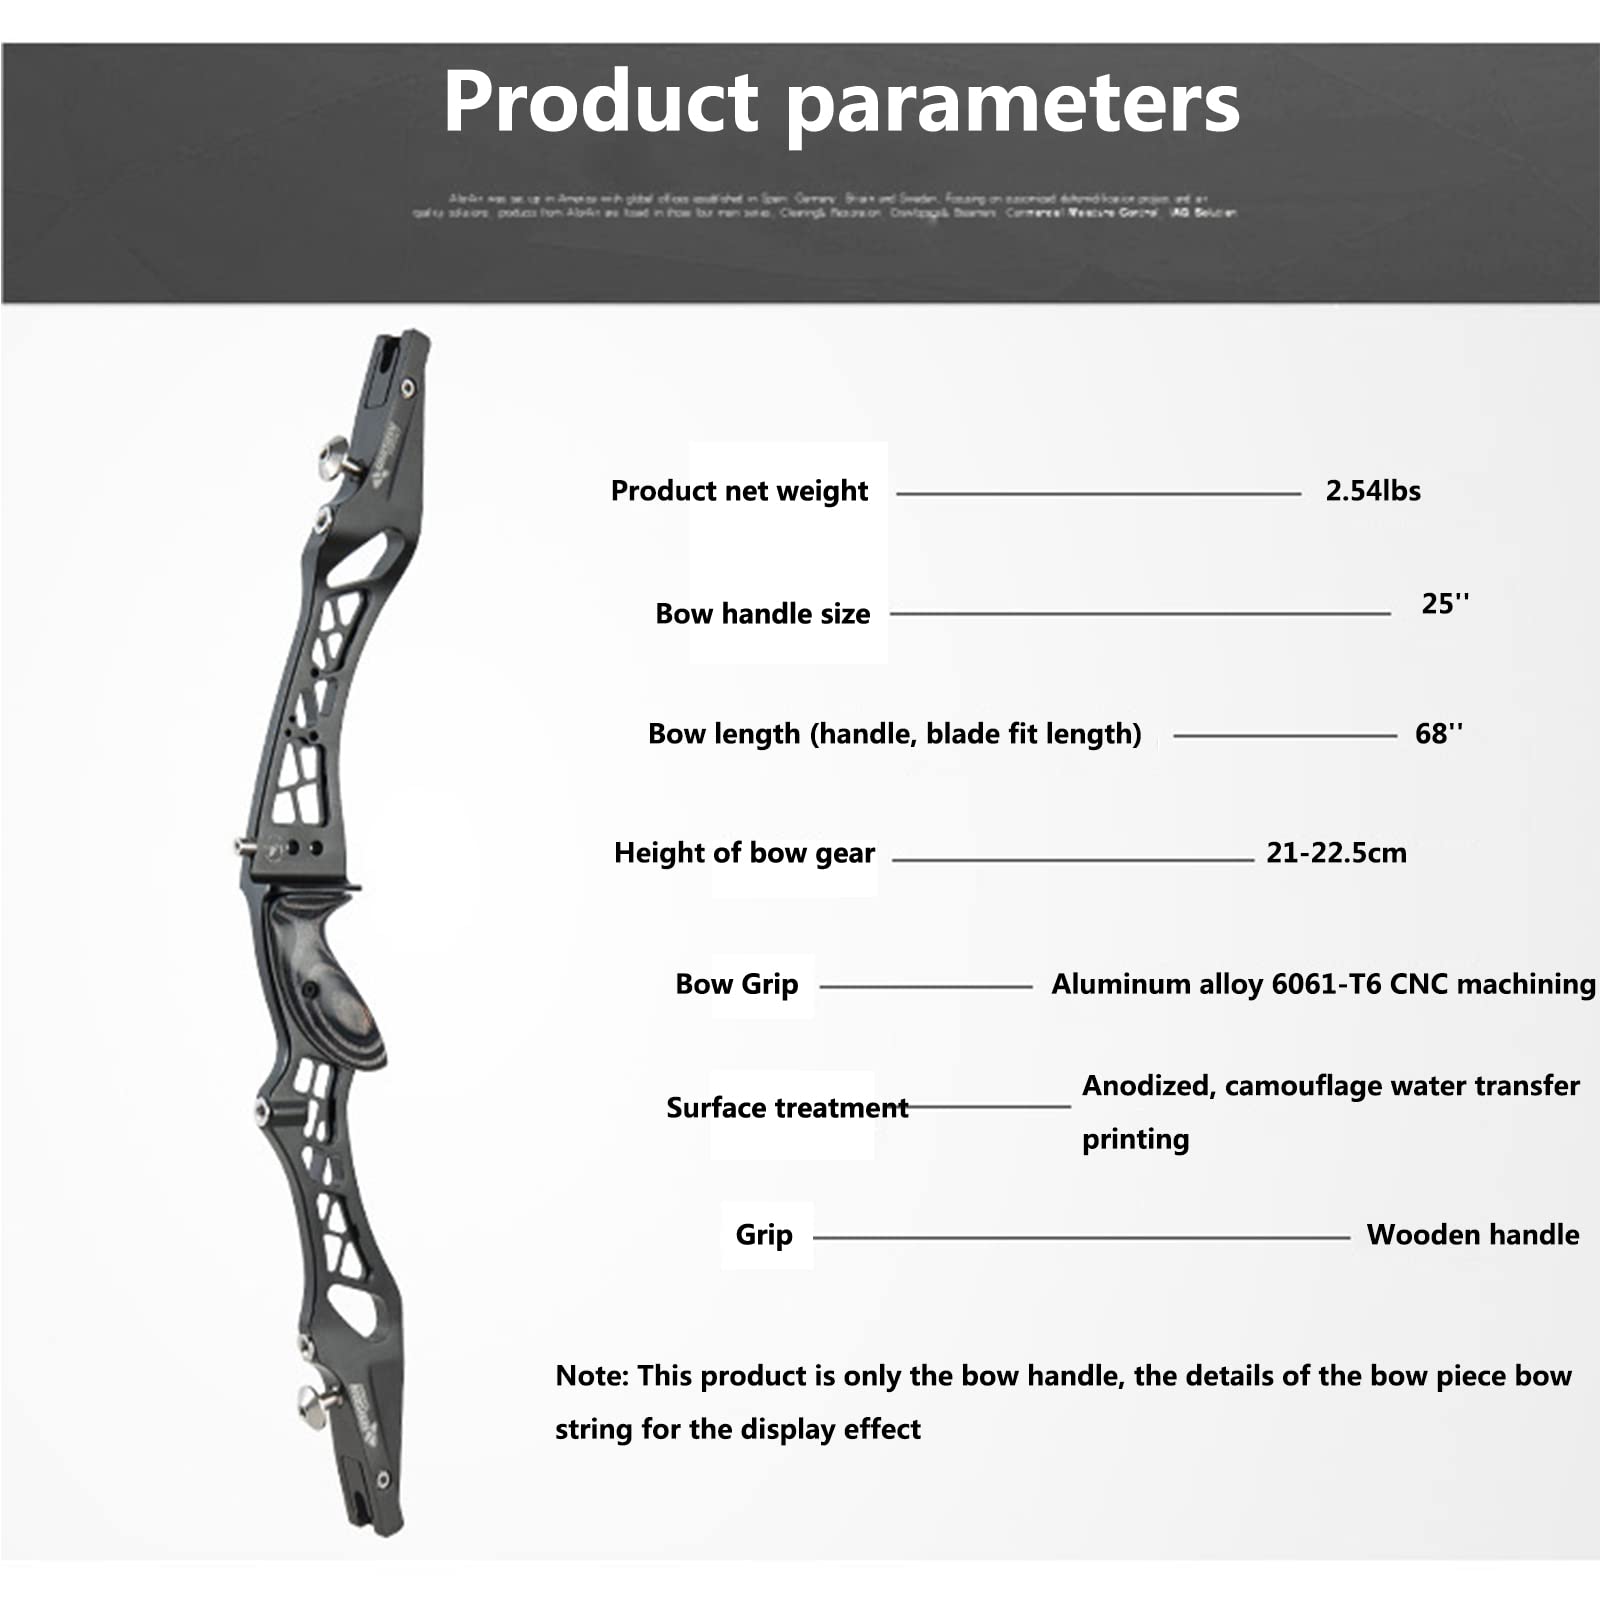 Product parameters
Product net weight 2.54lbs
Bow handle size 25''
Bow length (handle, blade fit length) 68''
Height of bow gear 21-22.5cm
Bow Grip Aluminum alloy 6061-T6 CNC machining
Surface treatment Anodized, camouflage water transfer
printing
Grip Wooden handle
Note: This product is only the bow handle, the details of the bow piece bow
string for the display effect